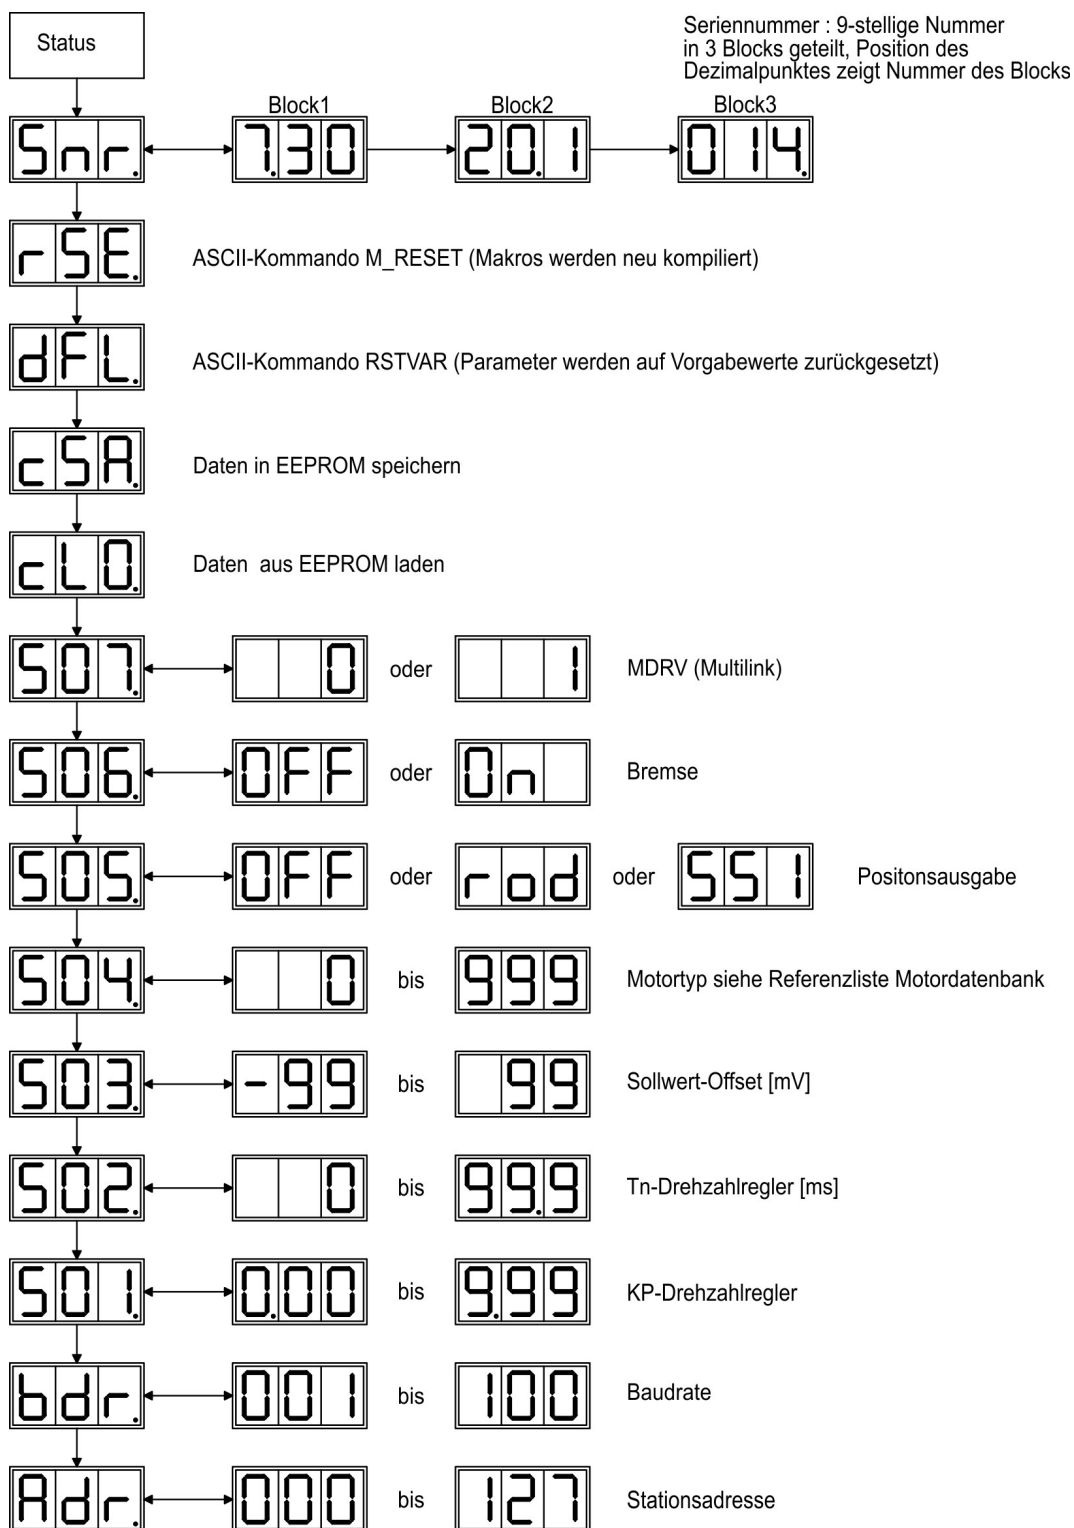 Status
Seriennummer : 9-stellige Nummer
in 3 Blocks geteilt, Position des
Dezimalpunktes zeigt Nummer des Blocks
Block1 Block2 Block3
Snr. 7.30 20.1 014.
rSE. ASCII-Kommando M_RESET (Makros werden neu kompiliert)
dFL. ASCII-Kommando RSTVAR (Parameter werden auf Vorgabewerte zurückgesetzt)
cSA. Daten in EEPROM speichern
cLO. Daten aus EEPROM laden
S07. 0 oder 1 MDRV (Multilink)
S06. OFF oder On Bremse
S05. OFF oder rod oder SSI Positonsausgabe
S04. 0 bis 999 Motortyp siehe Referenzliste Motordatenbank
S03. -99 bis 99 Sollwert-Offset [mV]
S02. 0 bis 99.9 Tn-Drehzahlregler [ms]
S01. 0.00 bis 9.99 KP-Drehzahlregler
bdr. 001 bis 100 Baudrate
Adr. 000 bis 127 Stationsadresse